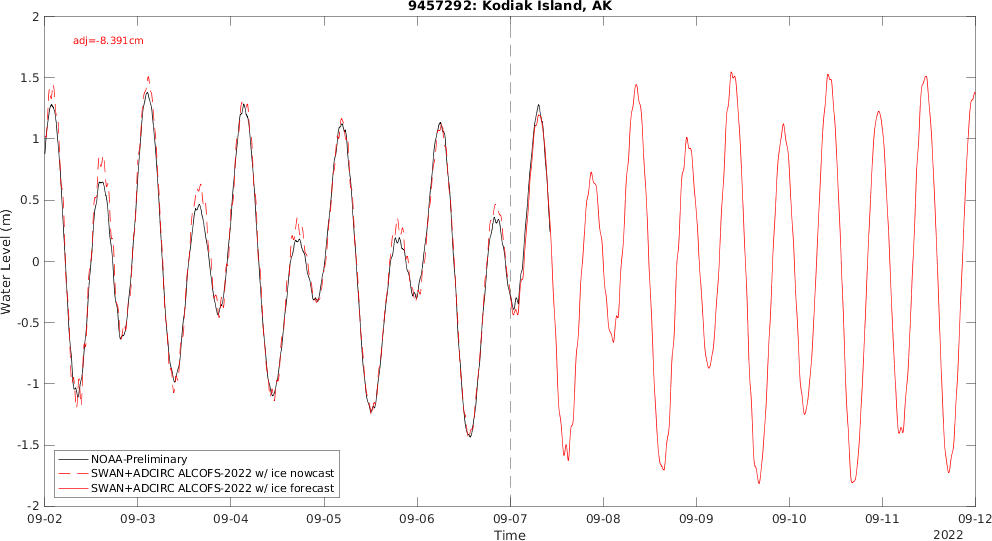 9457292: Kodiak Island, AK
adj=-8.391cm
Water Level (m)
2
1.5
1
0.5
0
-0.5
-1
-1.5
-2
NOAA-Preliminary
SWAN+ADCIRC ALCOFS-2022 w/ ice nowcast
SWAN+ADCIRC ALCOFS-2022 w/ ice forecast
09-02 09-03 09-04 09-05 09-06 09-07 09-08 09-09 09-10 09-11 09-12
Time
2022